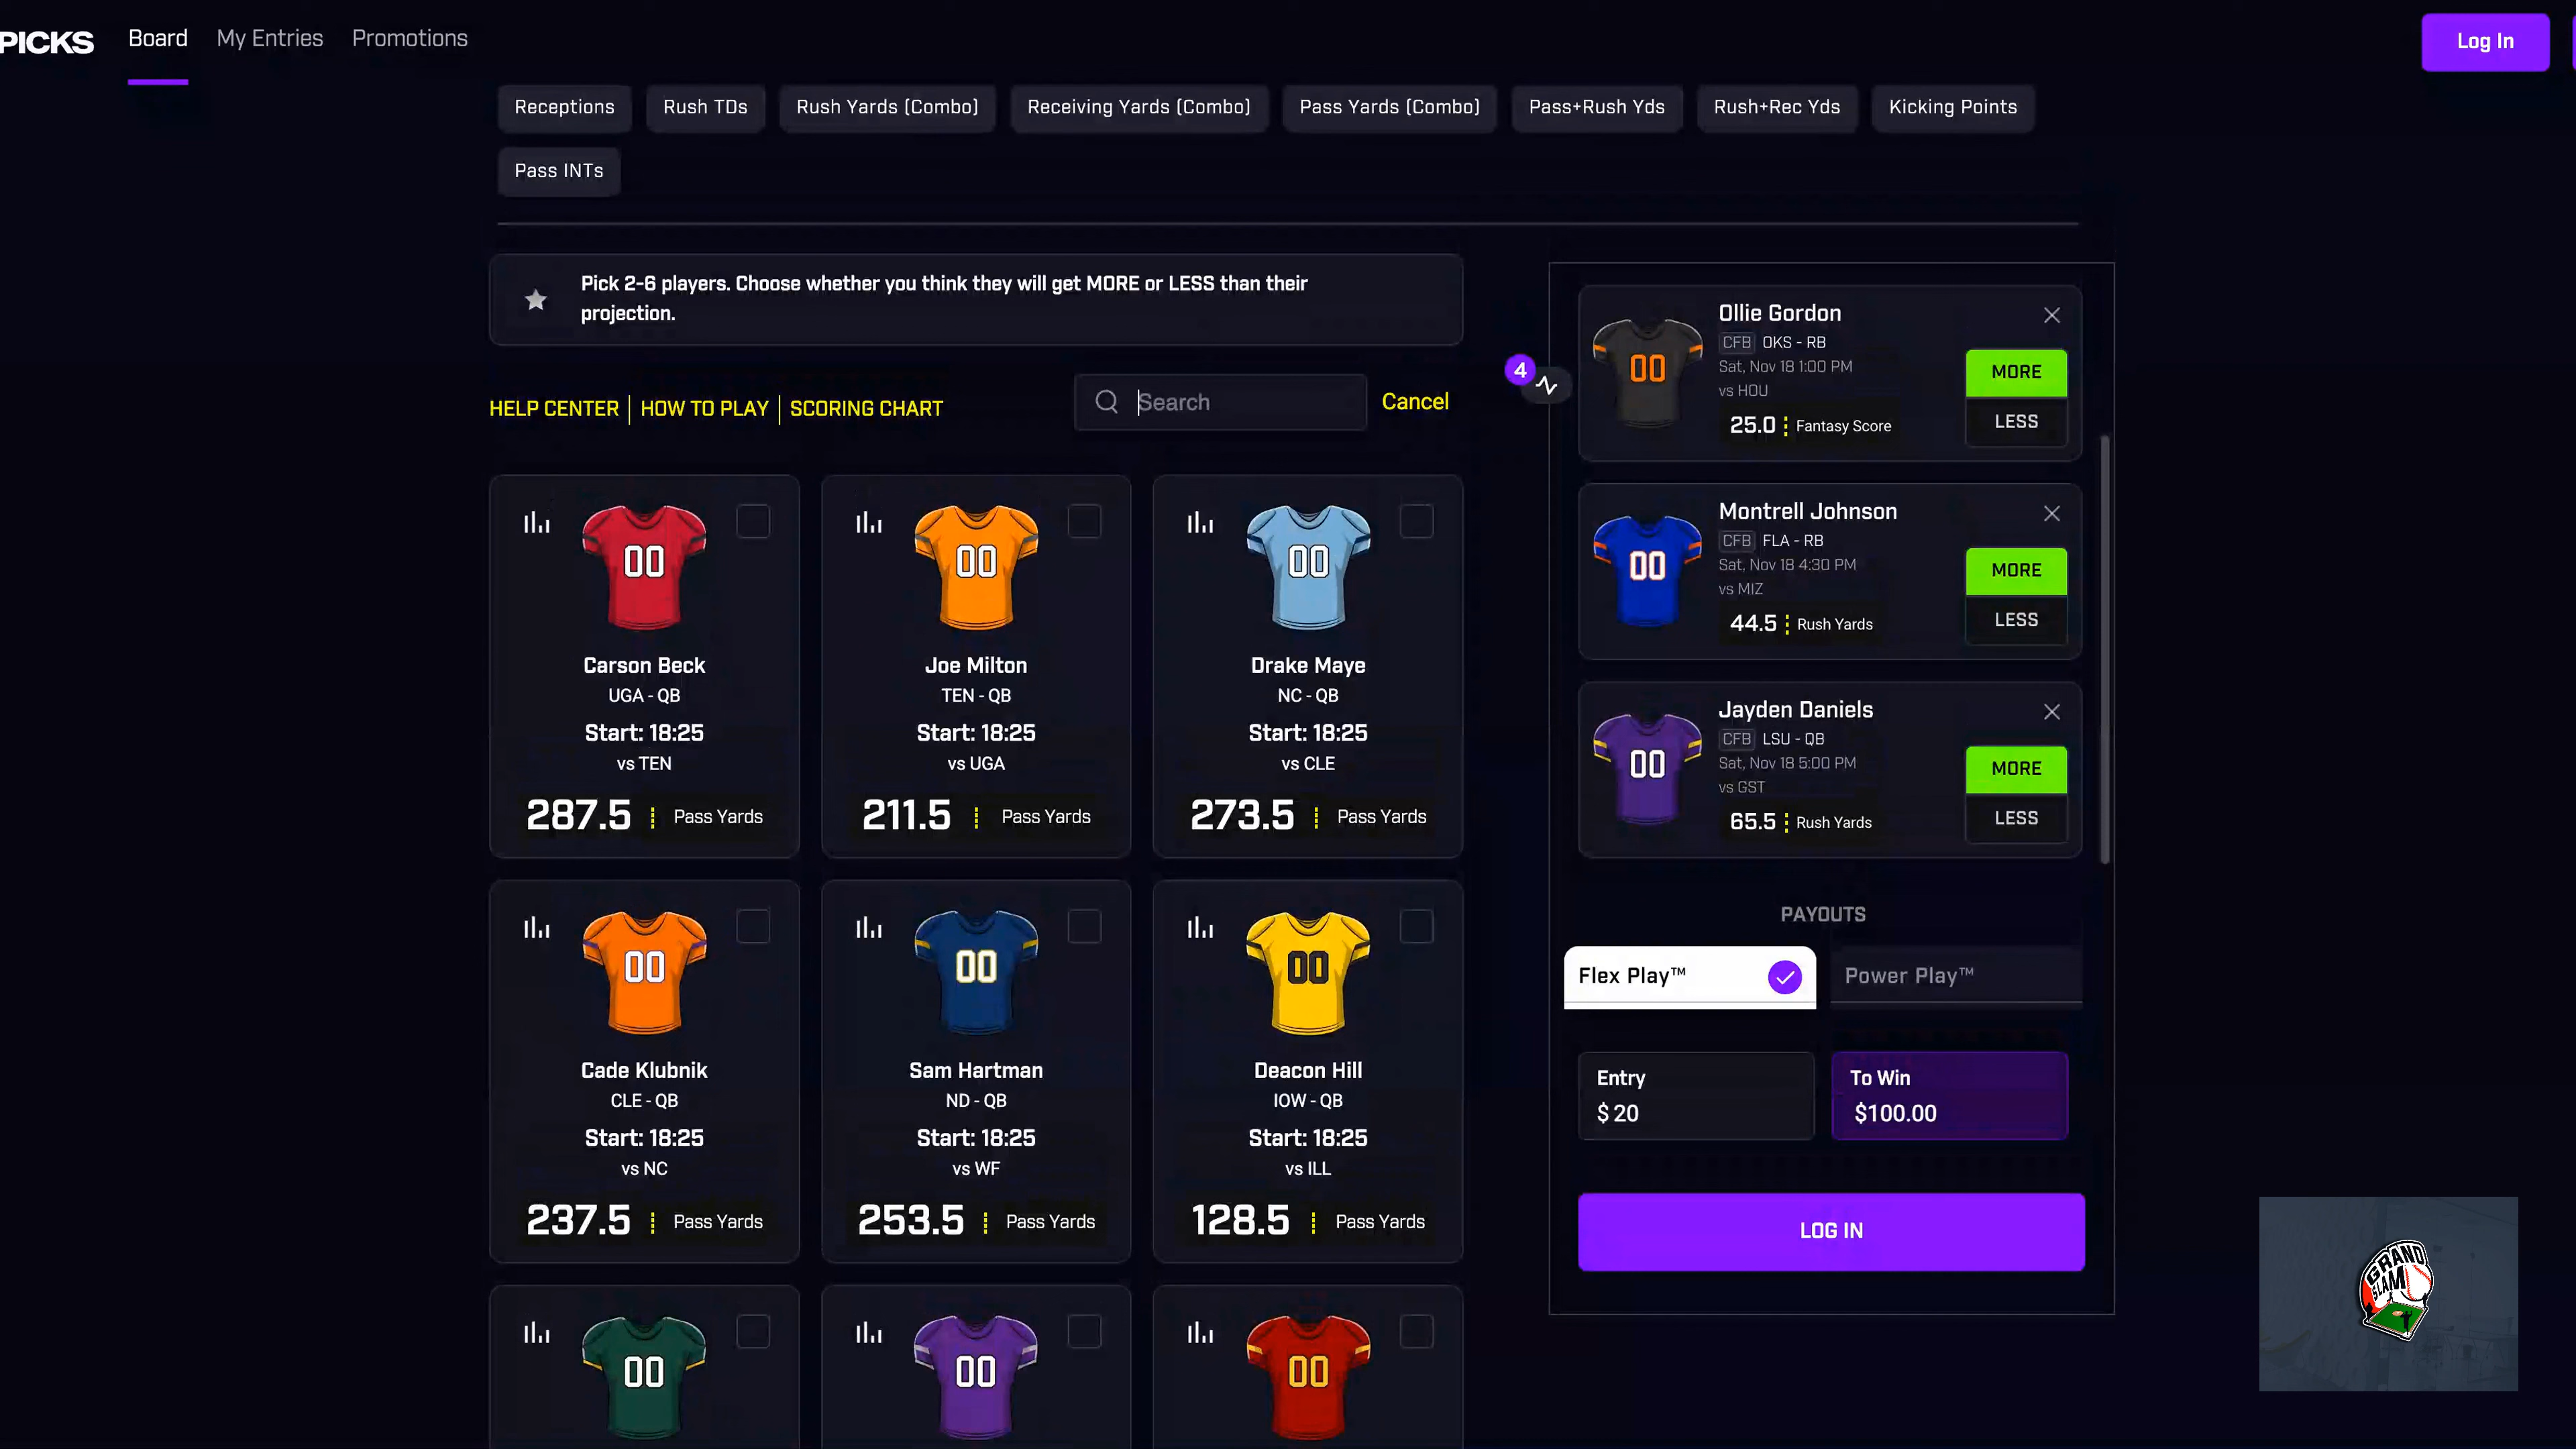 PICKS
Board
My Entries
Promotions
Log In
Receptions
Rush TDs
Rush Yards (Combo)
Receiving Yards (Combo)
Pass Yards (Combo)
Pass+Rush Yds
Rush+Rec Yds
Kicking Points
Pass INTs
Pick 2-6 players. Choose whether you think they will get MORE or LESS than their
projection.
HELP CENTER
HOW TO PLAY
SCORING CHART
Search
Cancel
00
Carson Beck
UGA - QB
Start: 18:25
vs TEN
287.5
Pass Yards
00
Joe Milton
TEN - QB
Start: 18:25
vs UGA
211.5
Pass Yards
00
Drake Maye
NC - QB
Start: 18:25
vs CLE
273.5
Pass Yards
00
Cade Klubnik
CLE - QB
Start: 18:25
vs NC
237.5
Pass Yards
00
Sam Hartman
ND - QB
Start: 18:25
vs WF
253.5
Pass Yards
00
Deacon Hill
IOW - QB
Start: 18:25
vs ILL
128.5
Pass Yards
00
00
00
4
00
Ollie Gordon
CFB OKS - RB
Sat, Nov 18 1:00 PM
vs HOU
25.0 Fantasy Score
MORE
LESS
00
Montrell Johnson
CFB FLA - RB
Sat, Nov 18 4:30 PM
vs MIZ
44.5 Rush Yards
MORE
LESS
00
Jayden Daniels
CFB LSU - QB
Sat, Nov 18 5:00 PM
vs GST
65.5 Rush Yards
MORE
LESS
PAYOUTS
Flex Play™
Power Play™
Entry
$ 20
To Win
$100.00
LOG IN
GRAND
SLAM